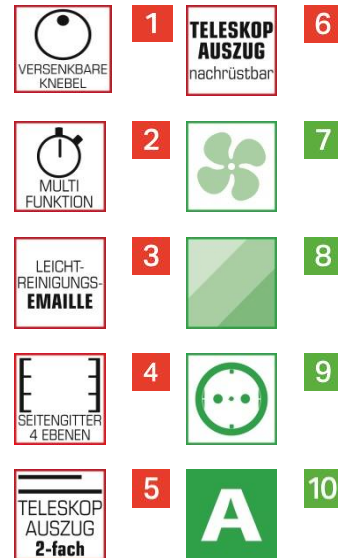 VERSENKBARE
KNEBEL
1
TELESKOP
AUSZUG
nachrüstbar
6
MULTI
FUNKTION
2
7
LEICHT-
REINIGUNGS-
EMAILLE
3
8
SEITENGITTER
4 EBENEN
4
9
TELESKOP
AUSZUG
2-fach
5
A
10